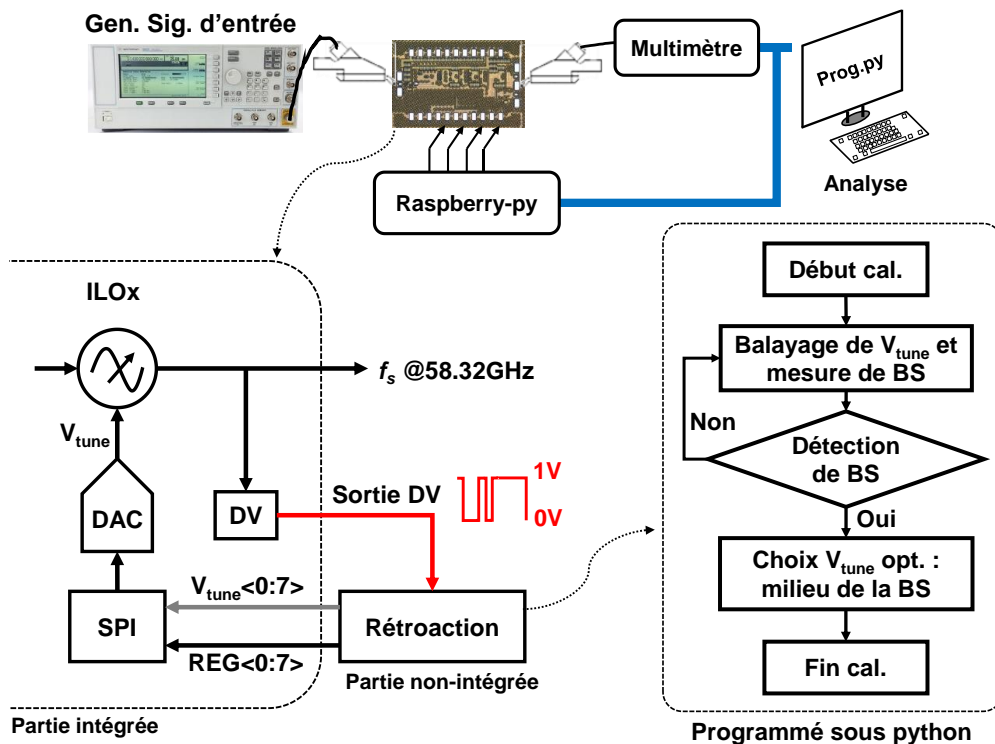 Gen. Sig. d'entrée
Multimètre
Prog.py
Analyse
Raspberry-py
ILOx
fs @58.32GHz
Vtune
DAC
DV
Sortie DV
1V
0V
Vtune<0:7>
SPI
Rétroaction
REG<0:7>
Partie non-intégrée
Partie intégrée
Début cal.
Balayage de Vtune et
mesure de BS
Non
Détection
de BS
Oui
Choix Vtune opt. :
milieu de la BS
Fin cal.
Programmé sous python